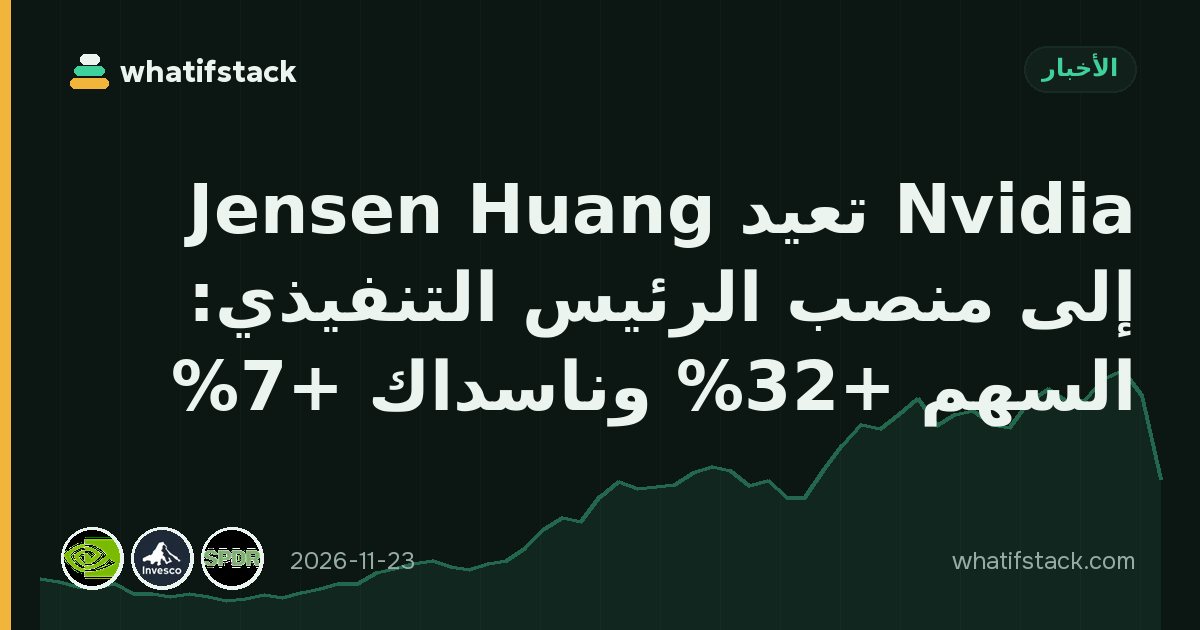 whatifstack
الأخبار
Nvidia تعيد Jensen Huang
إلى منصب الرئيس التنفيذي:
السهم +32% وناسداك +7%
Invesco
SPDR
2026-11-23
whatifstack.com